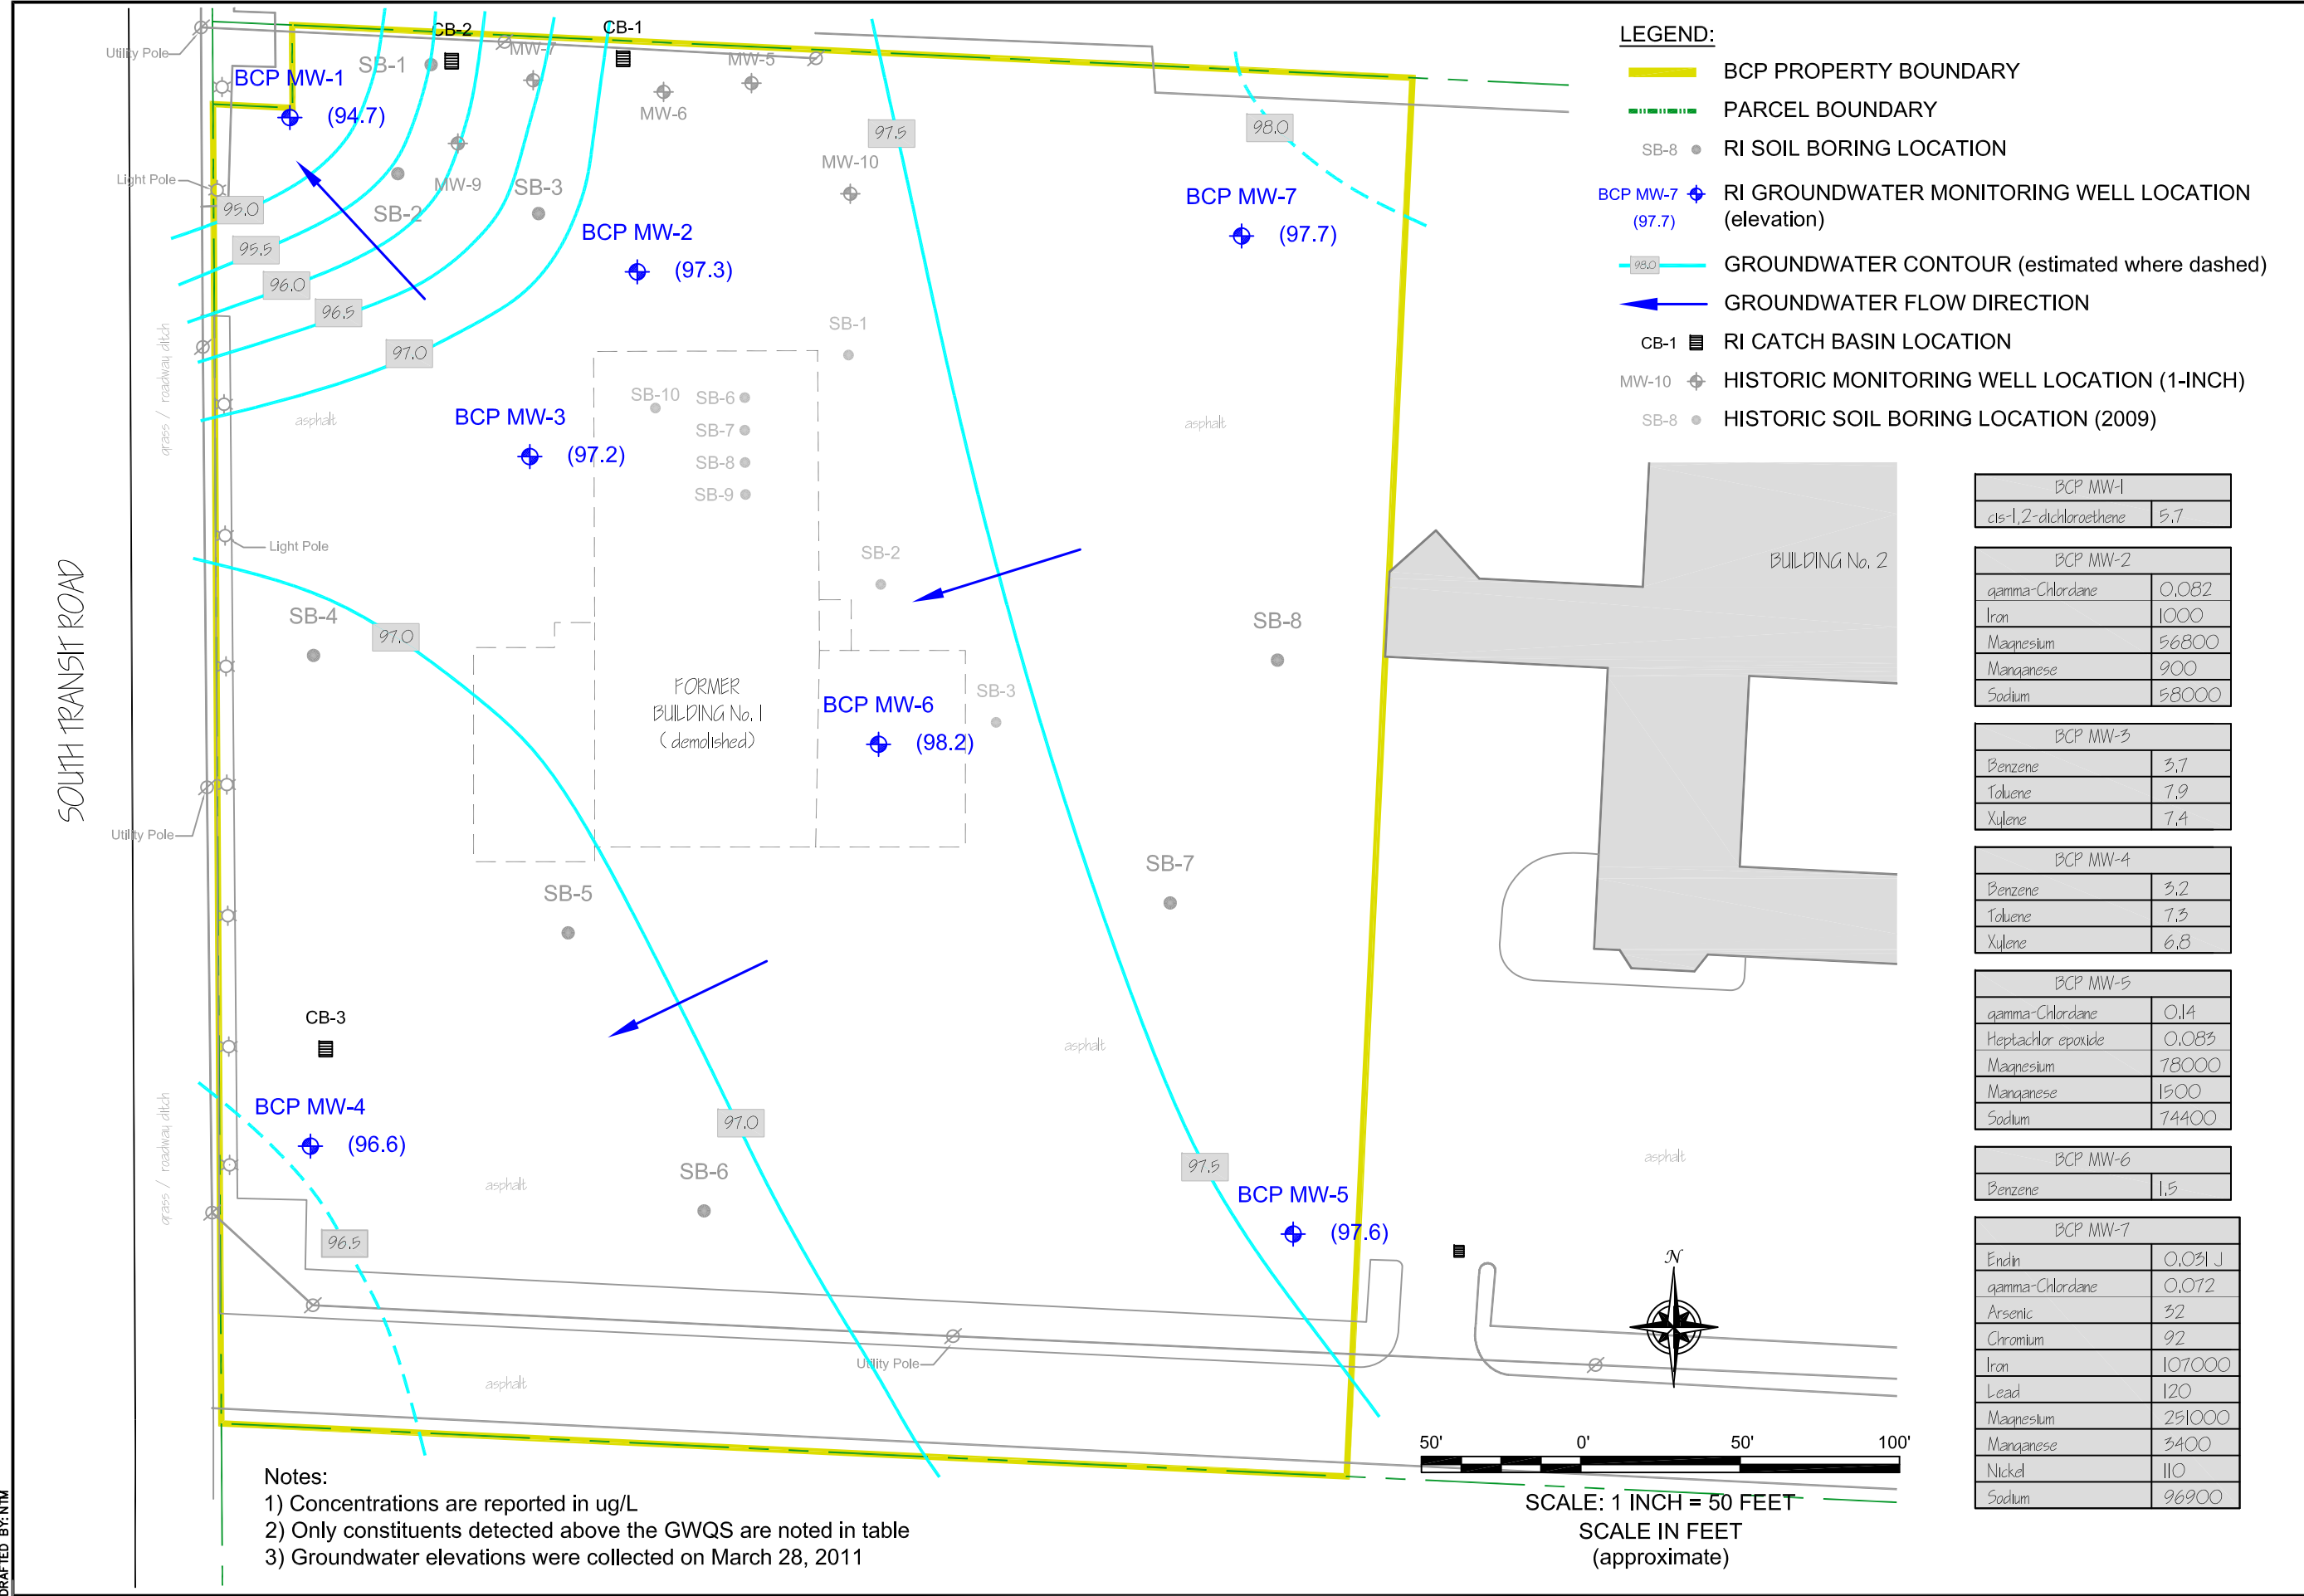 Utility Pole
CB-2
CB-1
MW-7
SB-1
MW-5
BCP MW-1
(94.7)
MW-6
98.0
97.5
MW-10
Light Pole
MW-9
SB-3
BCP MW-7
(97.7)
95.0
SB-2
BCP MW-2
(97.3)
95.5
96.0
96.5
SB-1
97.0
grass / roadway ditch
asphalt
SB-10
SB-6
BCP MW-3
(97.2)
SB-7
SB-8
SB-9
asphalt
Light Pole
SB-2
SOUTH TRANSIT ROAD
SB-4
97.0
SB-8
FORMER
BUILDING No. 1
( demolished)
BCP MW-6
(98.2)
SB-3
Utility Pole
SB-5
SB-7
CB-3
asphalt
BCP MW-4
(96.6)
97.0
grass / roadway ditch
asphalt
SB-6
97.5
BCP MW-5
(97.6)
asphalt
96.5
Utility Pole
asphalt
BUILDING No. 2
N
LEGEND:
BCP PROPERTY BOUNDARY
PARCEL BOUNDARY
SB-8 RI SOIL BORING LOCATION
BCP MW-7 RI GROUNDWATER MONITORING WELL LOCATION
(97.7) (elevation)
98.0 GROUNDWATER CONTOUR (estimated where dashed)
GROUNDWATER FLOW DIRECTION
CB-1 RI CATCH BASIN LOCATION
MW-10 HISTORIC MONITORING WELL LOCATION (1-INCH)
SB-8 HISTORIC SOIL BORING LOCATION (2009)
BCP MW-1
cis-1,2-dichloroethene 5.7
BCP MW-2
gamma-Chlordane 0.082
Iron 1000
Magnesium 56800
Manganese 900
Sodium 58000
BCP MW-3
Benzene 3.7
Toluene 7.9
Xylene 7.4
BCP MW-4
Benzene 3.2
Toluene 7.3
Xylene 6.8
BCP MW-5
gamma-Chlordane 0.14
Heptachlor epoxide 0.083
Magnesium 78000
Manganese 1500
Sodium 74400
BCP MW-6
Benzene 1.5
BCP MW-7
Endin 0.031 J
gamma-Chlordane 0.072
Arsenic 32
Chromium 92
Iron 107000
Lead 120
Magnesium 251000
Manganese 3400
Nickel 110
Sodium 96900
50' 0' 50' 100'
SCALE: 1 INCH = 50 FEET
SCALE IN FEET
(approximate)
Notes:
1) Concentrations are reported in ug/L
2) Only constituents detected above the GWQS are noted in table
3) Groundwater elevations were collected on March 28, 2011
DRAFTED BY: NTM